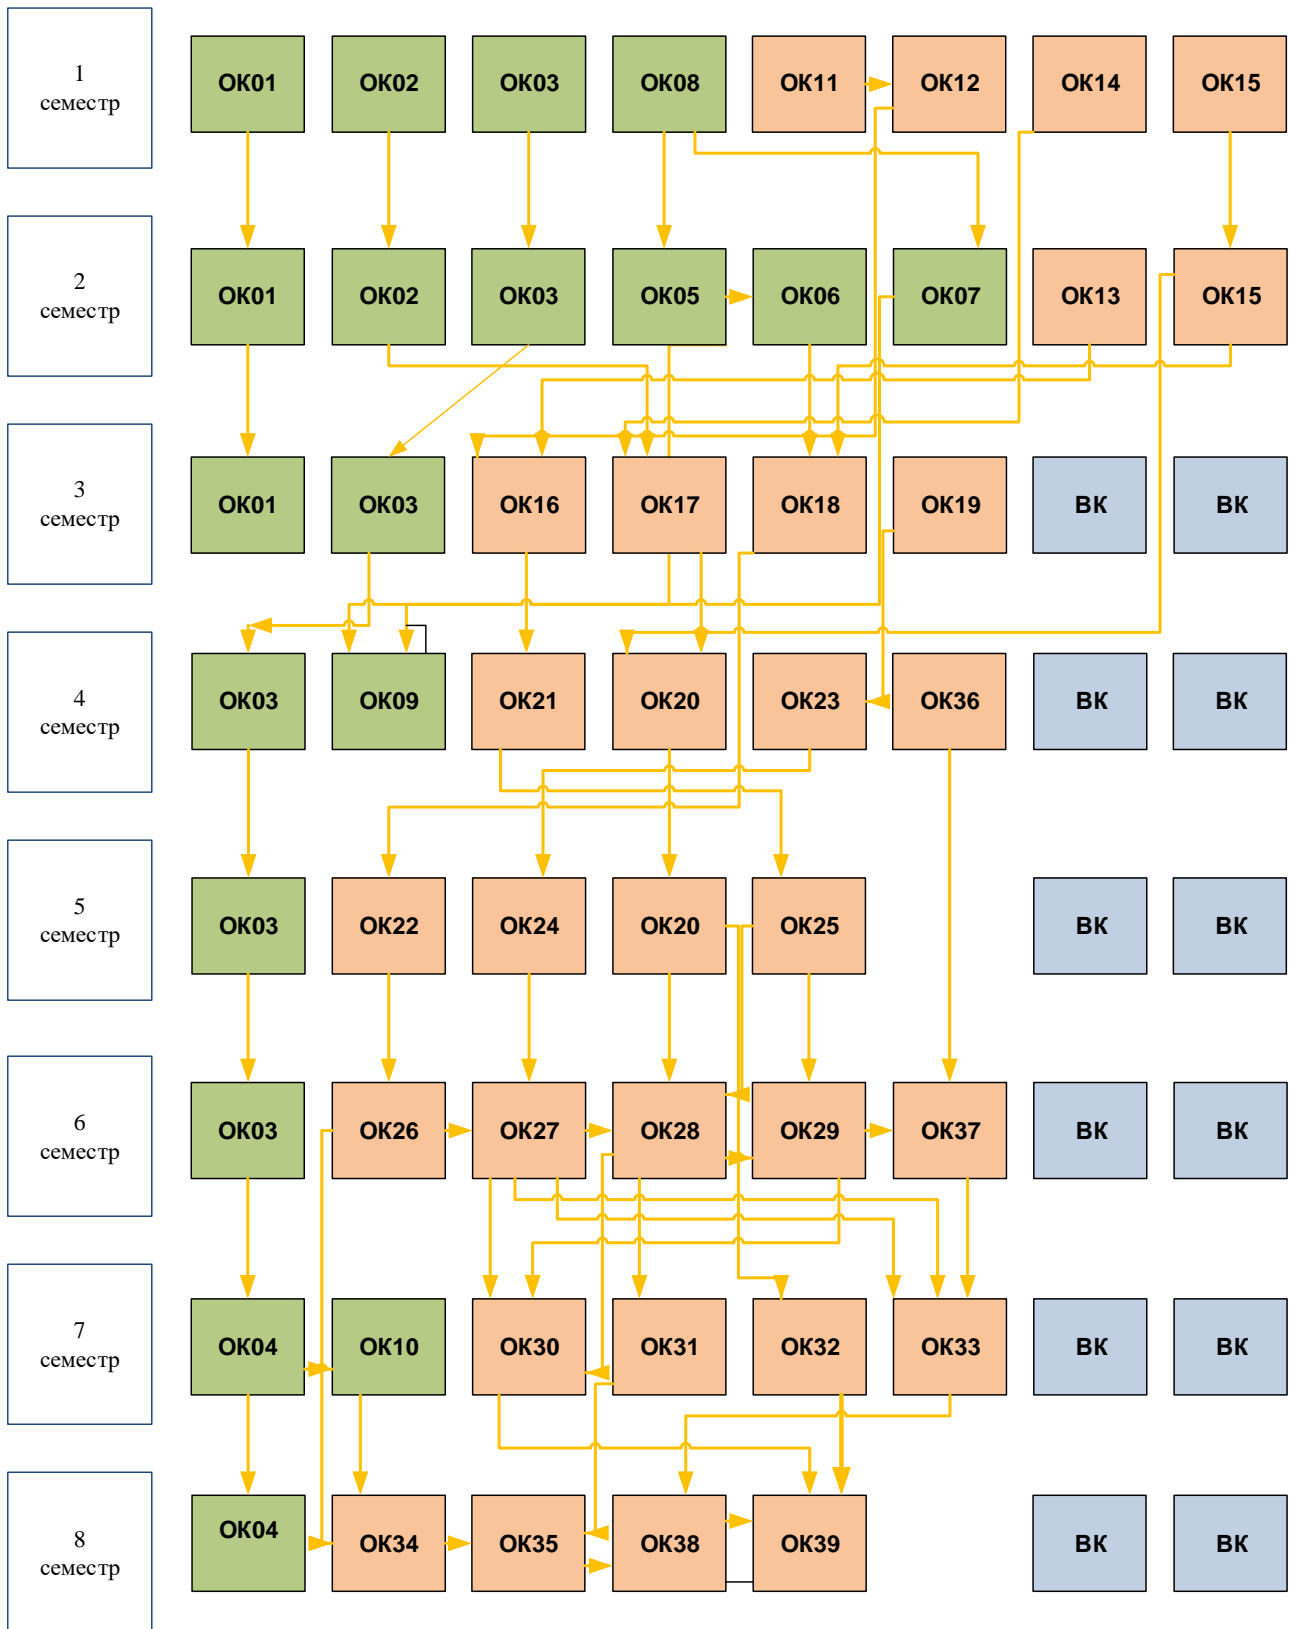 1
семестр
ОК01 ОК02 ОК03 ОК08 ОК11 ОК12 ОК14 ОК15
2
семестр
ОК01 ОК02 ОК03 ОК05 ОК06 ОК07 ОК13 ОК15
3
семестр
ОК01 ОК03 ОК16 ОК17 ОК18 ОК19 ВК ВК
4
семестр
ОК03 ОК09 ОК21 ОК20 ОК23 ОК36 ВК ВК
5
семестр
ОК03 ОК22 ОК24 ОК20 ОК25 ВК ВК
6
семестр
ОК03 ОК26 ОК27 ОК28 ОК29 ОК37 ВК ВК
7
семестр
ОК04 ОК10 ОК30 ОК31 ОК32 ОК33 ВК ВК
8
семестр
ОК04 ОК34 ОК35 ОК38 ОК39 ВК ВК